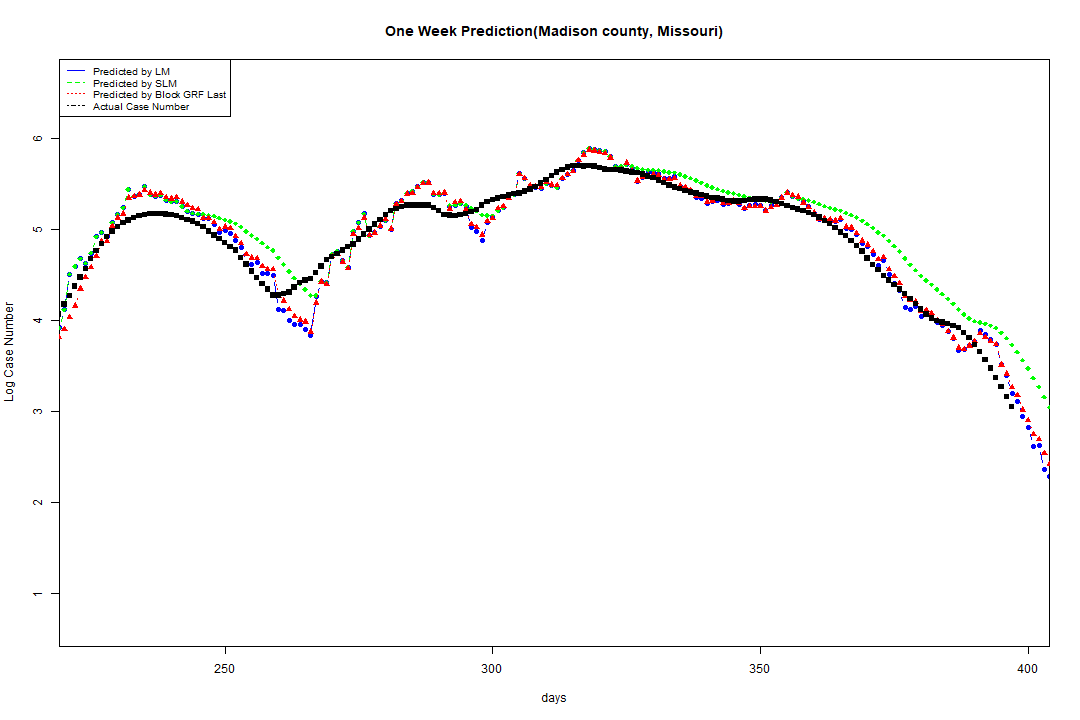 One Week Prediction(Madison county, Missouri)
Predicted by LM
Predicted by SLM
Predicted by Block GRF Last
Actual Case Number
6
5
4
3
2
1
Log Case Number
250 300 350 400
days